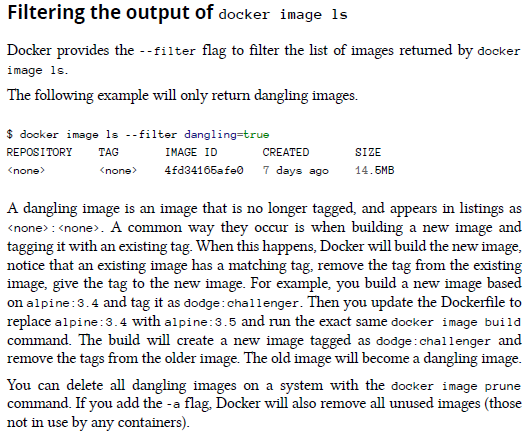 Filtering the output of docker image ls
Docker provides the --filter flag to filter the list of images returned by docker
image ls.
The following example will only return dangling images.
$ docker image ls --filter dangling=true
REPOSITORY TAG IMAGE ID CREATED SIZE
<none> <none> 4fd34165afe0 7 days ago 14.5MB
A dangling image is an image that is no longer tagged, and appears in listings as
<none>:<none>. A common way they occur is when building a new image and
tagging it with an existing tag. When this happens, Docker will build the new image,
notice that an existing image has a matching tag, remove the tag from the existing
image, give the tag to the new image. For example, you build a new image based
on alpine:3.4 and tag it as dodge:challenger. Then you update the Dockerfile to
replace alpine:3.4 with alpine:3.5 and run the exact same docker image build
command. The build will create a new image tagged as dodge:challenger and
remove the tags from the older image. The old image will become a dangling image.
You can delete all dangling images on a system with the docker image prune
command. If you add the -a flag, Docker will also remove all unused images (those
not in use by any containers).